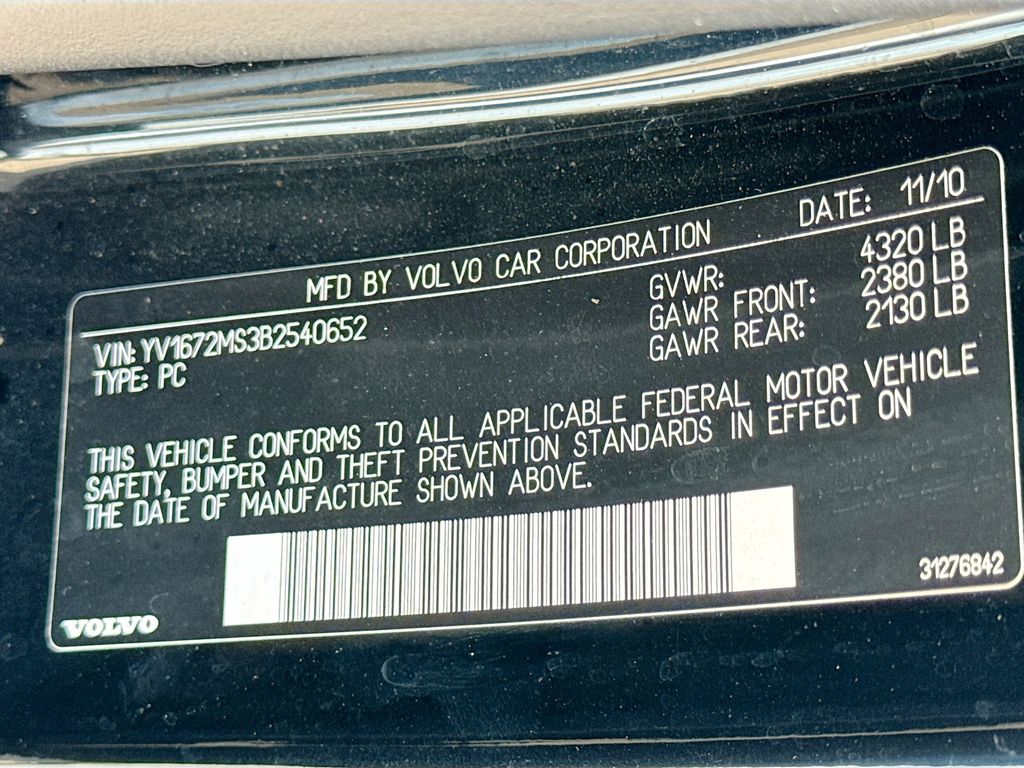 MFD BY VOLVO CAR CORPORATION DATE: 11/10
VIN: YV1672MS3B2540652
TYPE: PC
GVWR: 4320 LB
GAWR FRONT: 2380 LB
GAWR REAR: 2130 LB
THIS VEHICLE CONFORMS TO ALL APPLICABLE FEDERAL MOTOR VEHICLE
SAFETY, BUMPER AND THEFT PREVENTION STANDARDS IN EFFECT ON
THE DATE OF MANUFACTURE SHOWN ABOVE.
31276842
VOLVO